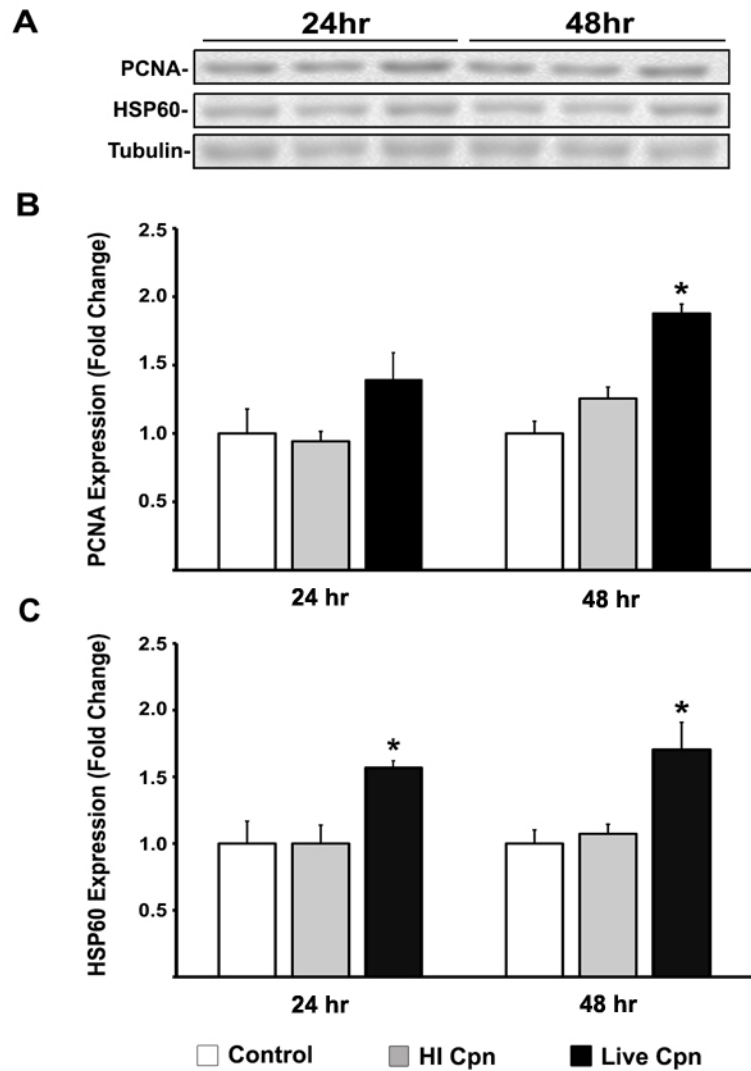 A
24hr 48hr
PCNA-
HSP60-
Tubulin-
B
PCNA Expression (Fold Change)
2.5
2.0
1.5
1.0
0.5
*
24 hr 48 hr
C
HSP60 Expression (Fold Change)
2.5
2.0
1.5
1.0
0.5
* *
24 hr 48 hr
Control HI Cpn Live Cpn